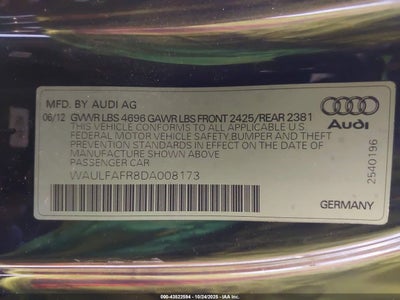 MFD. BY AUDI AG
06/12 GVWR LBS 4696 GAWR LBS FRONT 2425/REAR 2381
THIS VEHICLE CONFORMS TO ALL APPLICABLE U.S.
FEDERAL MOTOR VEHICLE SAFETY, BUMPER AND THEFT
PREVENTION STANDARDS IN EFFECT ON THE DATE OF
MANUFACTURE SHOWN ABOVE.
PASSENGER CAR
WAULFAFR8DA008173
Audi
2540196
GERMANY
000-43522594 - 10/24/2025 - IAA Inc.